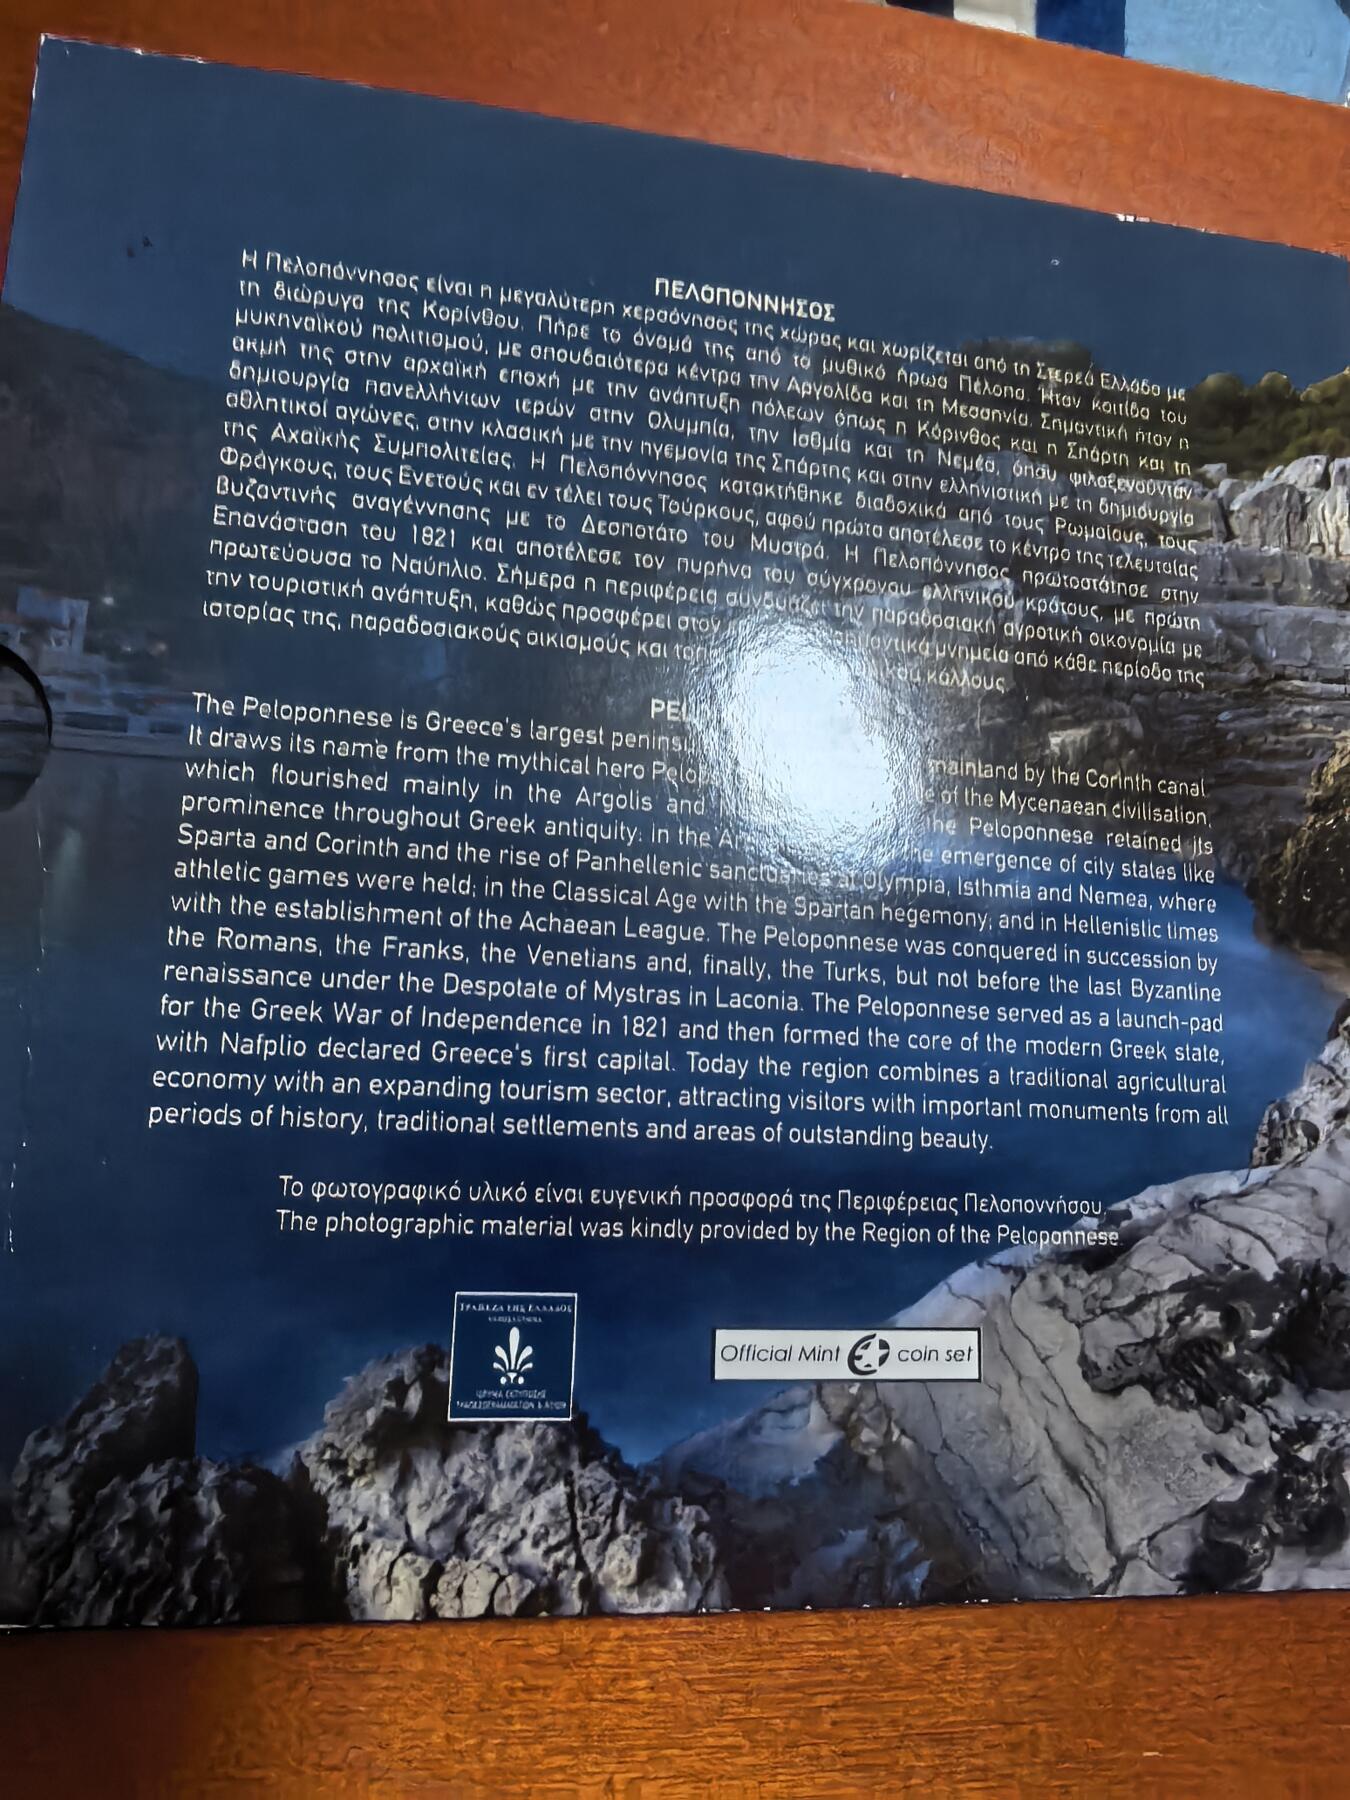 ΠΕΛΟΠΟΝΝΗΣΟΣ
Η Πελοπόννησος είναι η μεγαλύτερη χερσόνησος της χώρας και χωρίζεται από τη Στερεά Ελλάδα με
τη διώρυγα της Κορίνθου. Πήρε το όνομά της από το μυθικό ήρωα Πέλοπα. Ήταν κοιτίδα του
μυκηναϊκού πολιτισμού, με σπουδαιότερα κέντρα την Αργολίδα και τη Μεσσηνία. Σημαντική ήταν η
ακμή της στην αρχαϊκή εποχή με την ανάπτυξη πόλεων όπως η Κόρινθος και η Σπάρτη και τη
δημιουργία πανελλήνιων ιερών στην Ολυμπία, την Ισθμία και τη Νεμέα, όπου φιλοξενούνταν
αθλητικοί αγώνες, στην κλασική με την ηγεμονία της Σπάρτης και στην ελληνιστική με τη δημιουργία
της Αχαϊκής Συμπολιτείας. Η Πελοπόννησος κατακτήθηκε διαδοχικά από τους Ρωμαίους, τους
Φράγκους, τους Ενετούς και εν τέλει τους Τούρκους, αφού πρώτα αποτέλεσε το κέντρο της τελευταίας
βυζαντινής αναγέννησης με το Δεσποτάτο του Μυστρά. Η Πελοπόννησος πρωτοστάτησε στην
Επανάσταση του 1821 και αποτέλεσε τον πυρήνα του σύγχρονου ελληνικού κράτους, με πρώτη
πρωτεύουσα το Ναύπλιο. Σήμερα η περιφέρεια συνδυάζει την παραδοσιακή αγροτική οικονομία με
την τουριστική ανάπτυξη, καθώς προσφέρει στον μνημεία από κάθε περίοδο της
ιστορίας της, παραδοσιακούς οικισμούς και κάλλους.
The Peloponnese is Greece's largest mainland by the Corinth canal.
It draws its name from the mythical hero of the Mycenaean civilisation,
which flourished mainly in the Argolis and the Peloponnese retained its
prominence throughout Greek antiquity: in the emergence of city states like
Sparta and Corinth and the rise of Panhellenic sanctuaries at Olympia, Isthmia and Nemea, where
athletic games were held; in the Classical Age with the Spartan hegemony; and in Hellenistic times
with the establishment of the Achaean League. The Peloponnese was conquered in succession by
the Romans, the Franks, the Venetians and, finally, the Turks, but not before the last Byzantine
renaissance under the Despotate of Mystras in Laconia. The Peloponnese served as a launch-pad
for the Greek War of Independence in 1821 and then formed the core of the modern Greek state,
with Nafplio declared Greece's first capital. Today the region combines a traditional agricultural
economy with an expanding tourism sector, attracting visitors with important monuments from all
periods of history, traditional settlements and areas of outstanding beauty.
Το φωτογραφικό υλικό είναι ευγενική προσφορά της Περιφέρειας Πελοποννήσου.
The photographic material was kindly provided by the Region of the Peloponnese.
ΤΡΑΠΕΖΑ ΤΗΣ ΕΛΛΑΔΟΣ
Official Mint coin set